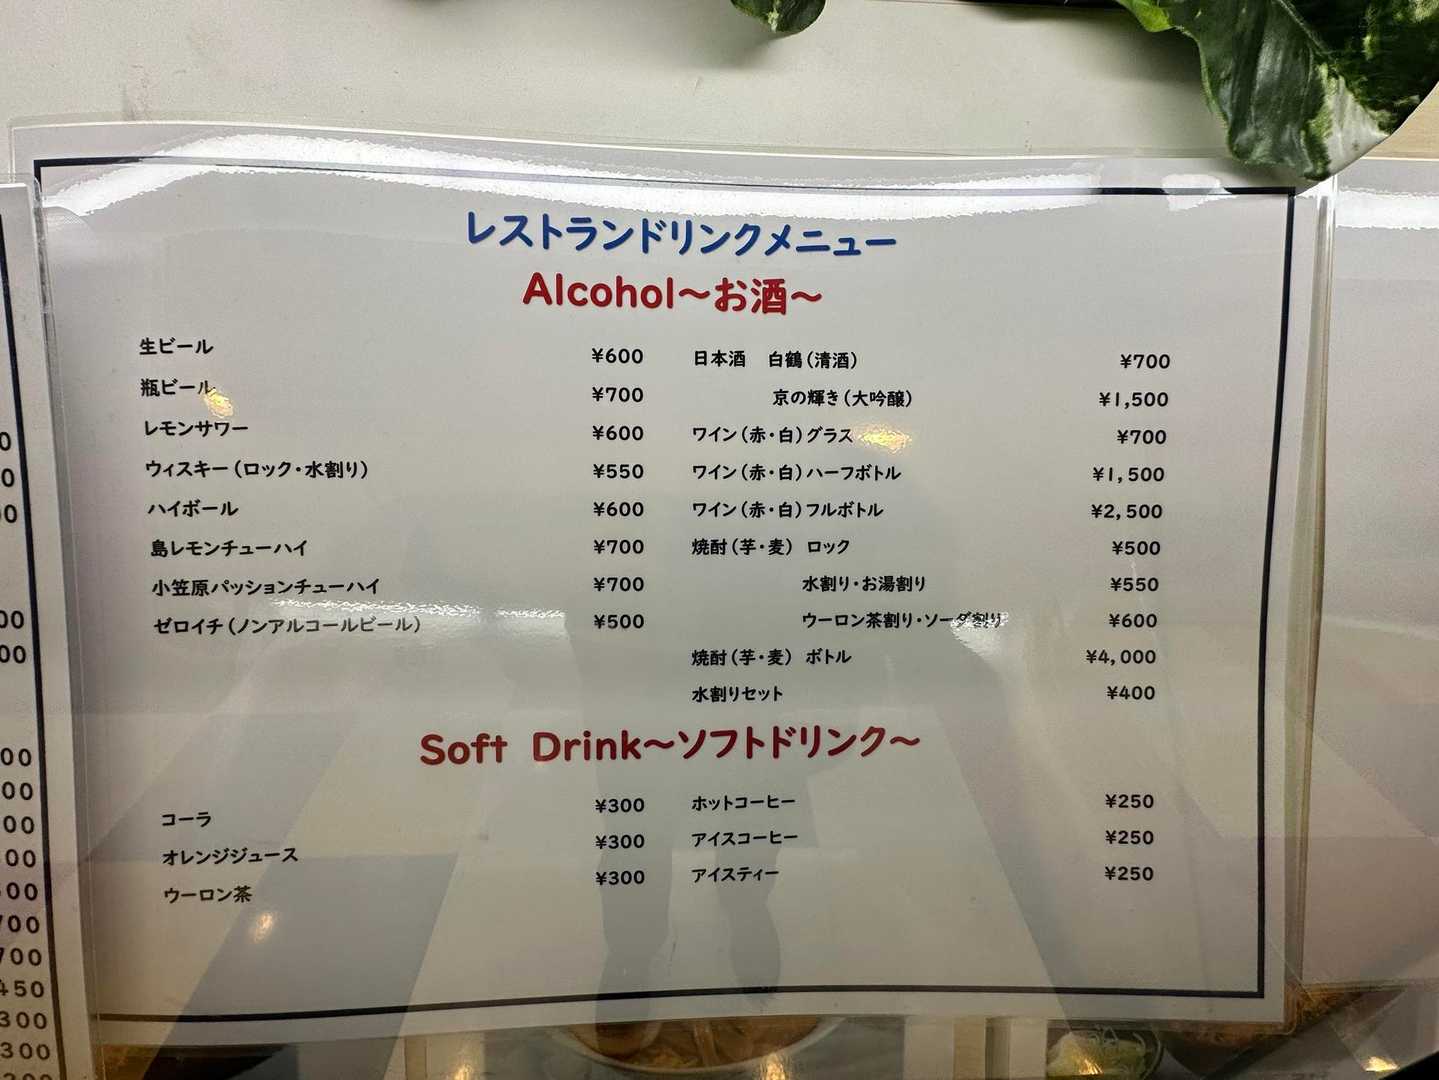 レストランドリンクメニュー
Alcohol～お酒～
生ビール ¥600
瓶ビール ¥700
レモンサワー ¥600
ウィスキー(ロック・水割り) ¥550
ハイボール ¥600
島レモンチューハイ ¥700
小笠原パッションチューハイ ¥700
ゼロイチ(ノンアルコールビール) ¥500
日本酒 白鶴(清酒) ¥700
京の輝き(大吟醸) ¥1,500
ワイン(赤・白)グラス ¥700
ワイン(赤・白)ハーフボトル ¥1,500
ワイン(赤・白)フルボトル ¥2,500
焼酎(芋・麦) ロック ¥500
水割り・お湯割り ¥550
ウーロン茶割り・ソーダ割り ¥600
焼酎(芋・麦) ボトル ¥4,000
水割りセット ¥400
Soft Drink～ソフトドリンク～
コーラ ¥300
オレンジジュース ¥300
ウーロン茶 ¥300
ホットコーヒー ¥250
アイスコーヒー ¥250
アイスティー ¥250